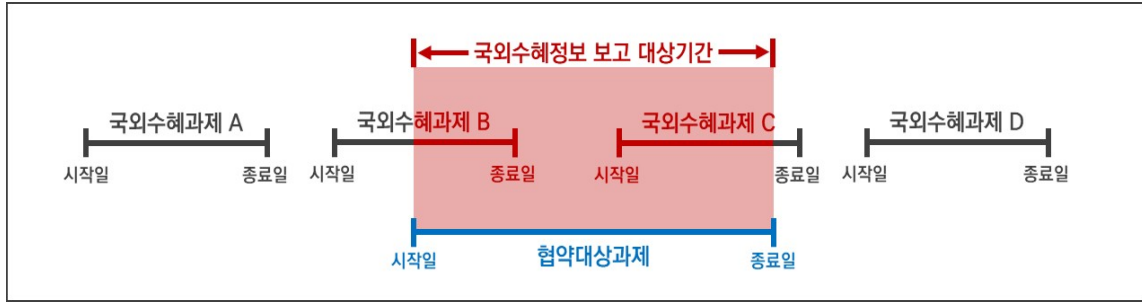 국외수혜정보 보고 대상기간
국외수혜과제 A
국외수혜과제 B
국외수혜과제 C
국외수혜과제 D
시작일 종료일 시작일 종료일 시작일 종료일 시작일 종료일
시작일 협약대상과제 종료일